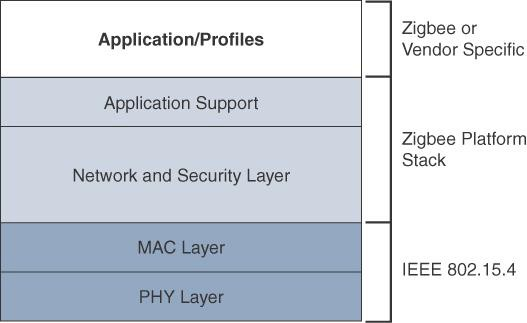 Application/Profiles
Zigbee or
Vendor Specific
Application Support
Network and Security Layer
Zigbee Platform
Stack
MAC Layer
PHY Layer
IEEE 802.15.4